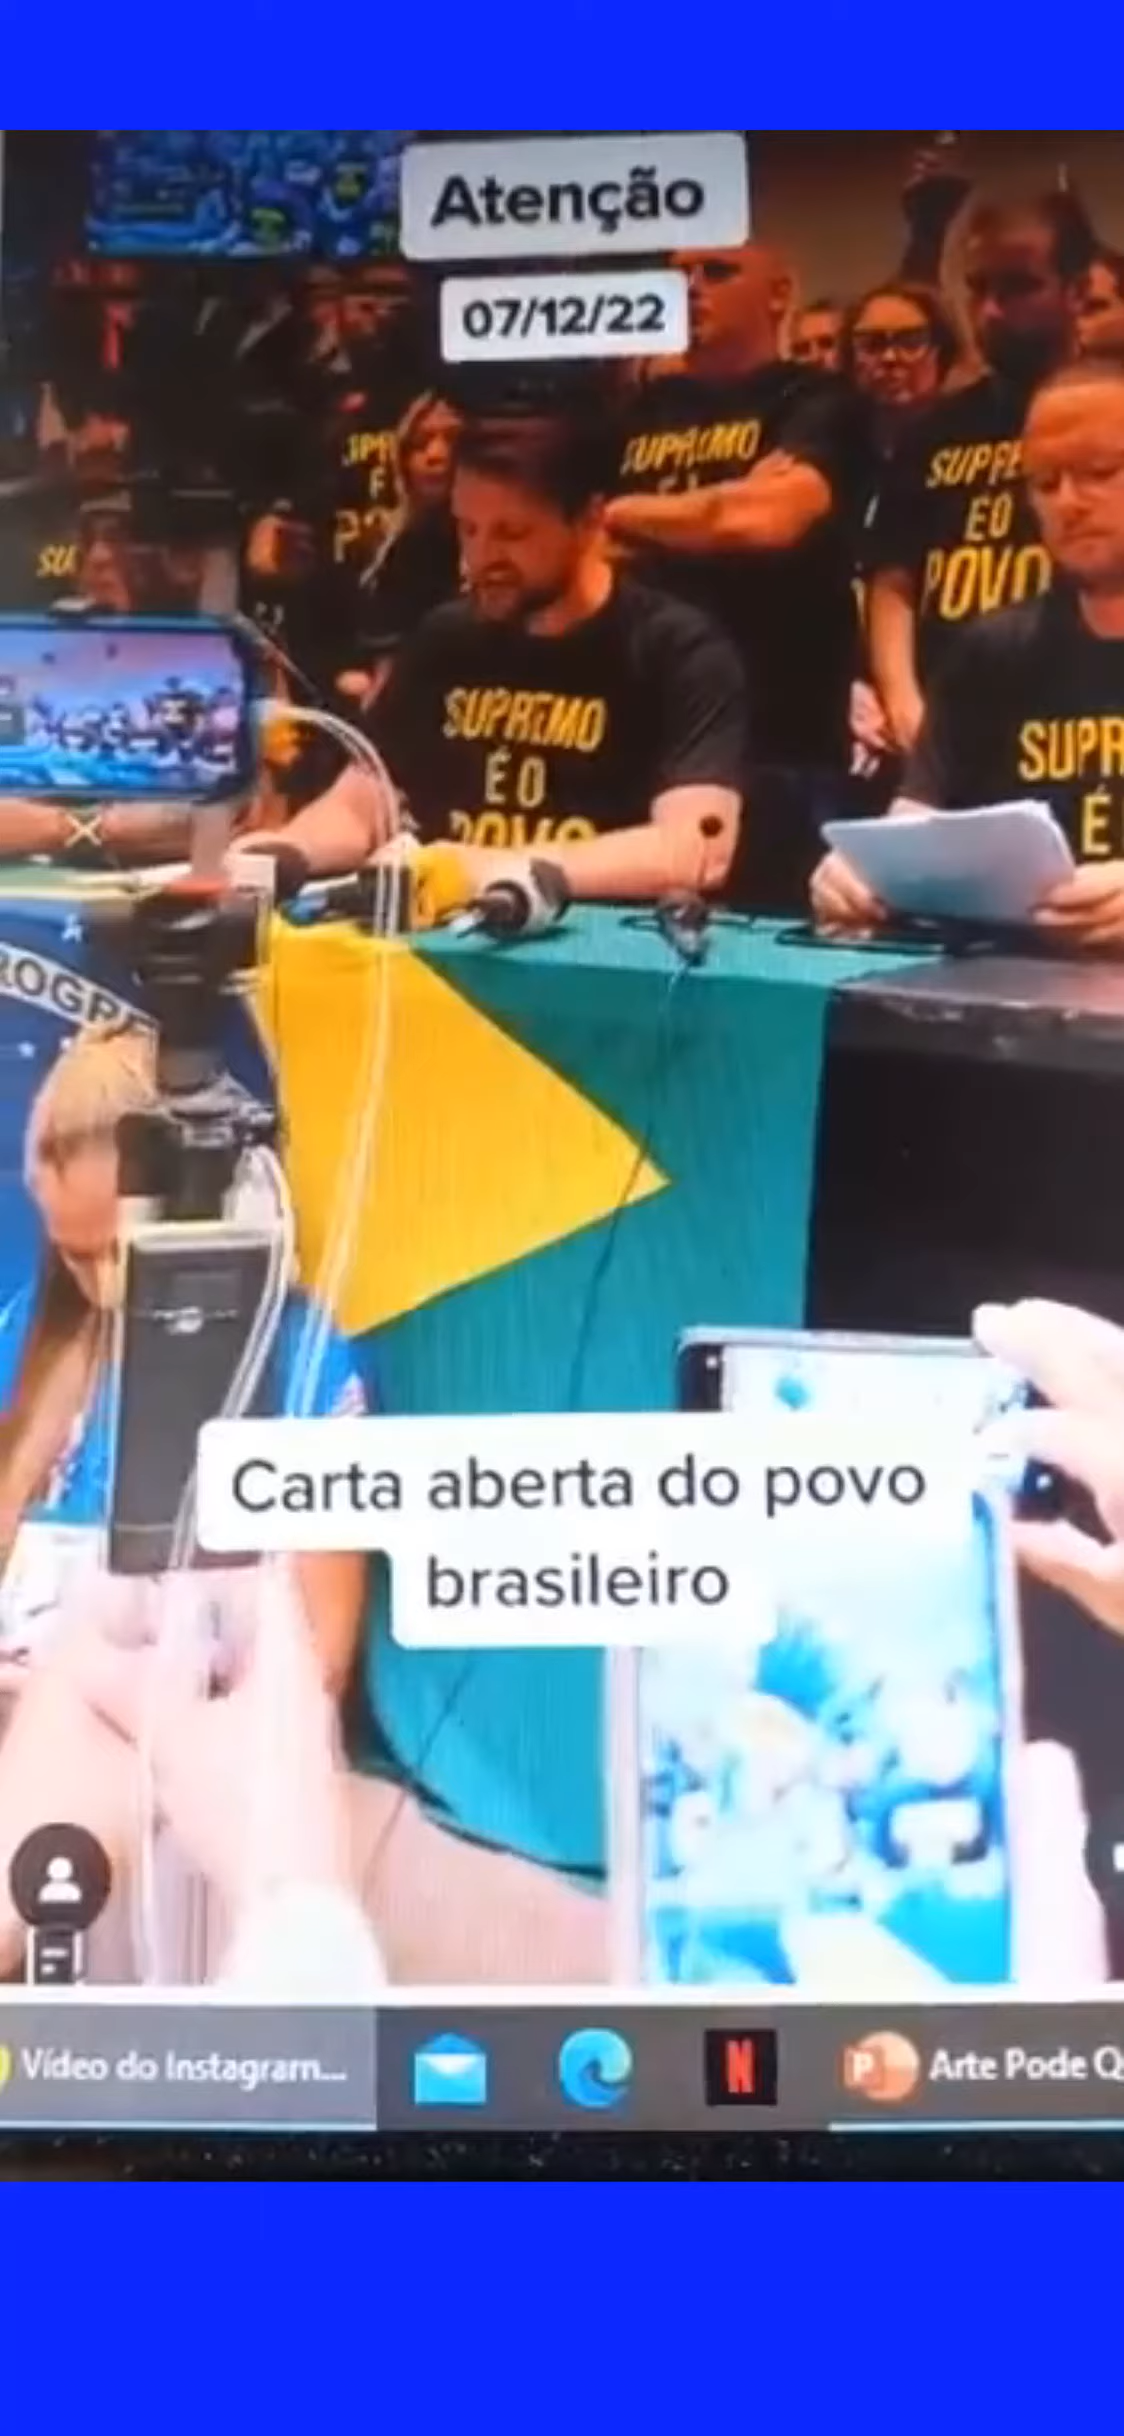 Atenção
07/12/22
SUPREMO
É O
SUPREMO
É O
POVO
SUPREMO
É O
POVO
Carta aberta do povo
brasileiro
Vídeo do Instagram...
N
P
Arte Pode Q